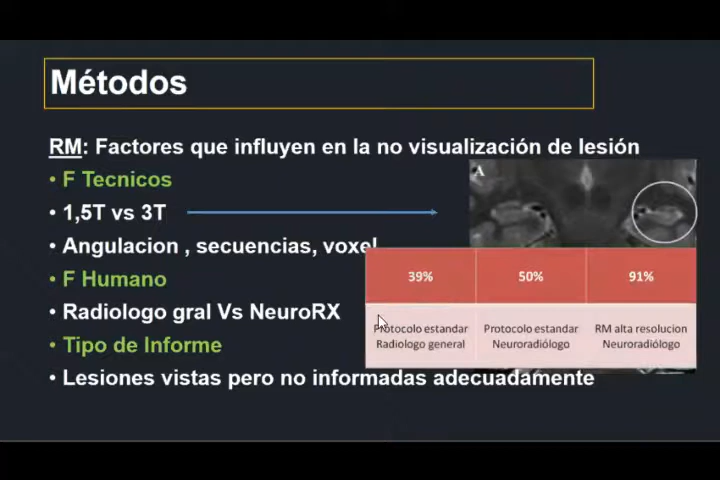 Métodos
RM: Factores que influyen en la no visualización de lesión
• F Tecnicos
• 1,5T vs 3T
• Angulacion , secuencias, voxel
• F Humano
• Radiologo gral Vs NeuroRX
• Tipo de Informe
• Lesiones vistas pero no informadas adecuadamente
A
39% 50% 91%
Protocolo estandar Protocolo estandar RM alta resolucion
Radiologo general Neuroradiólogo Neuroradiólogo